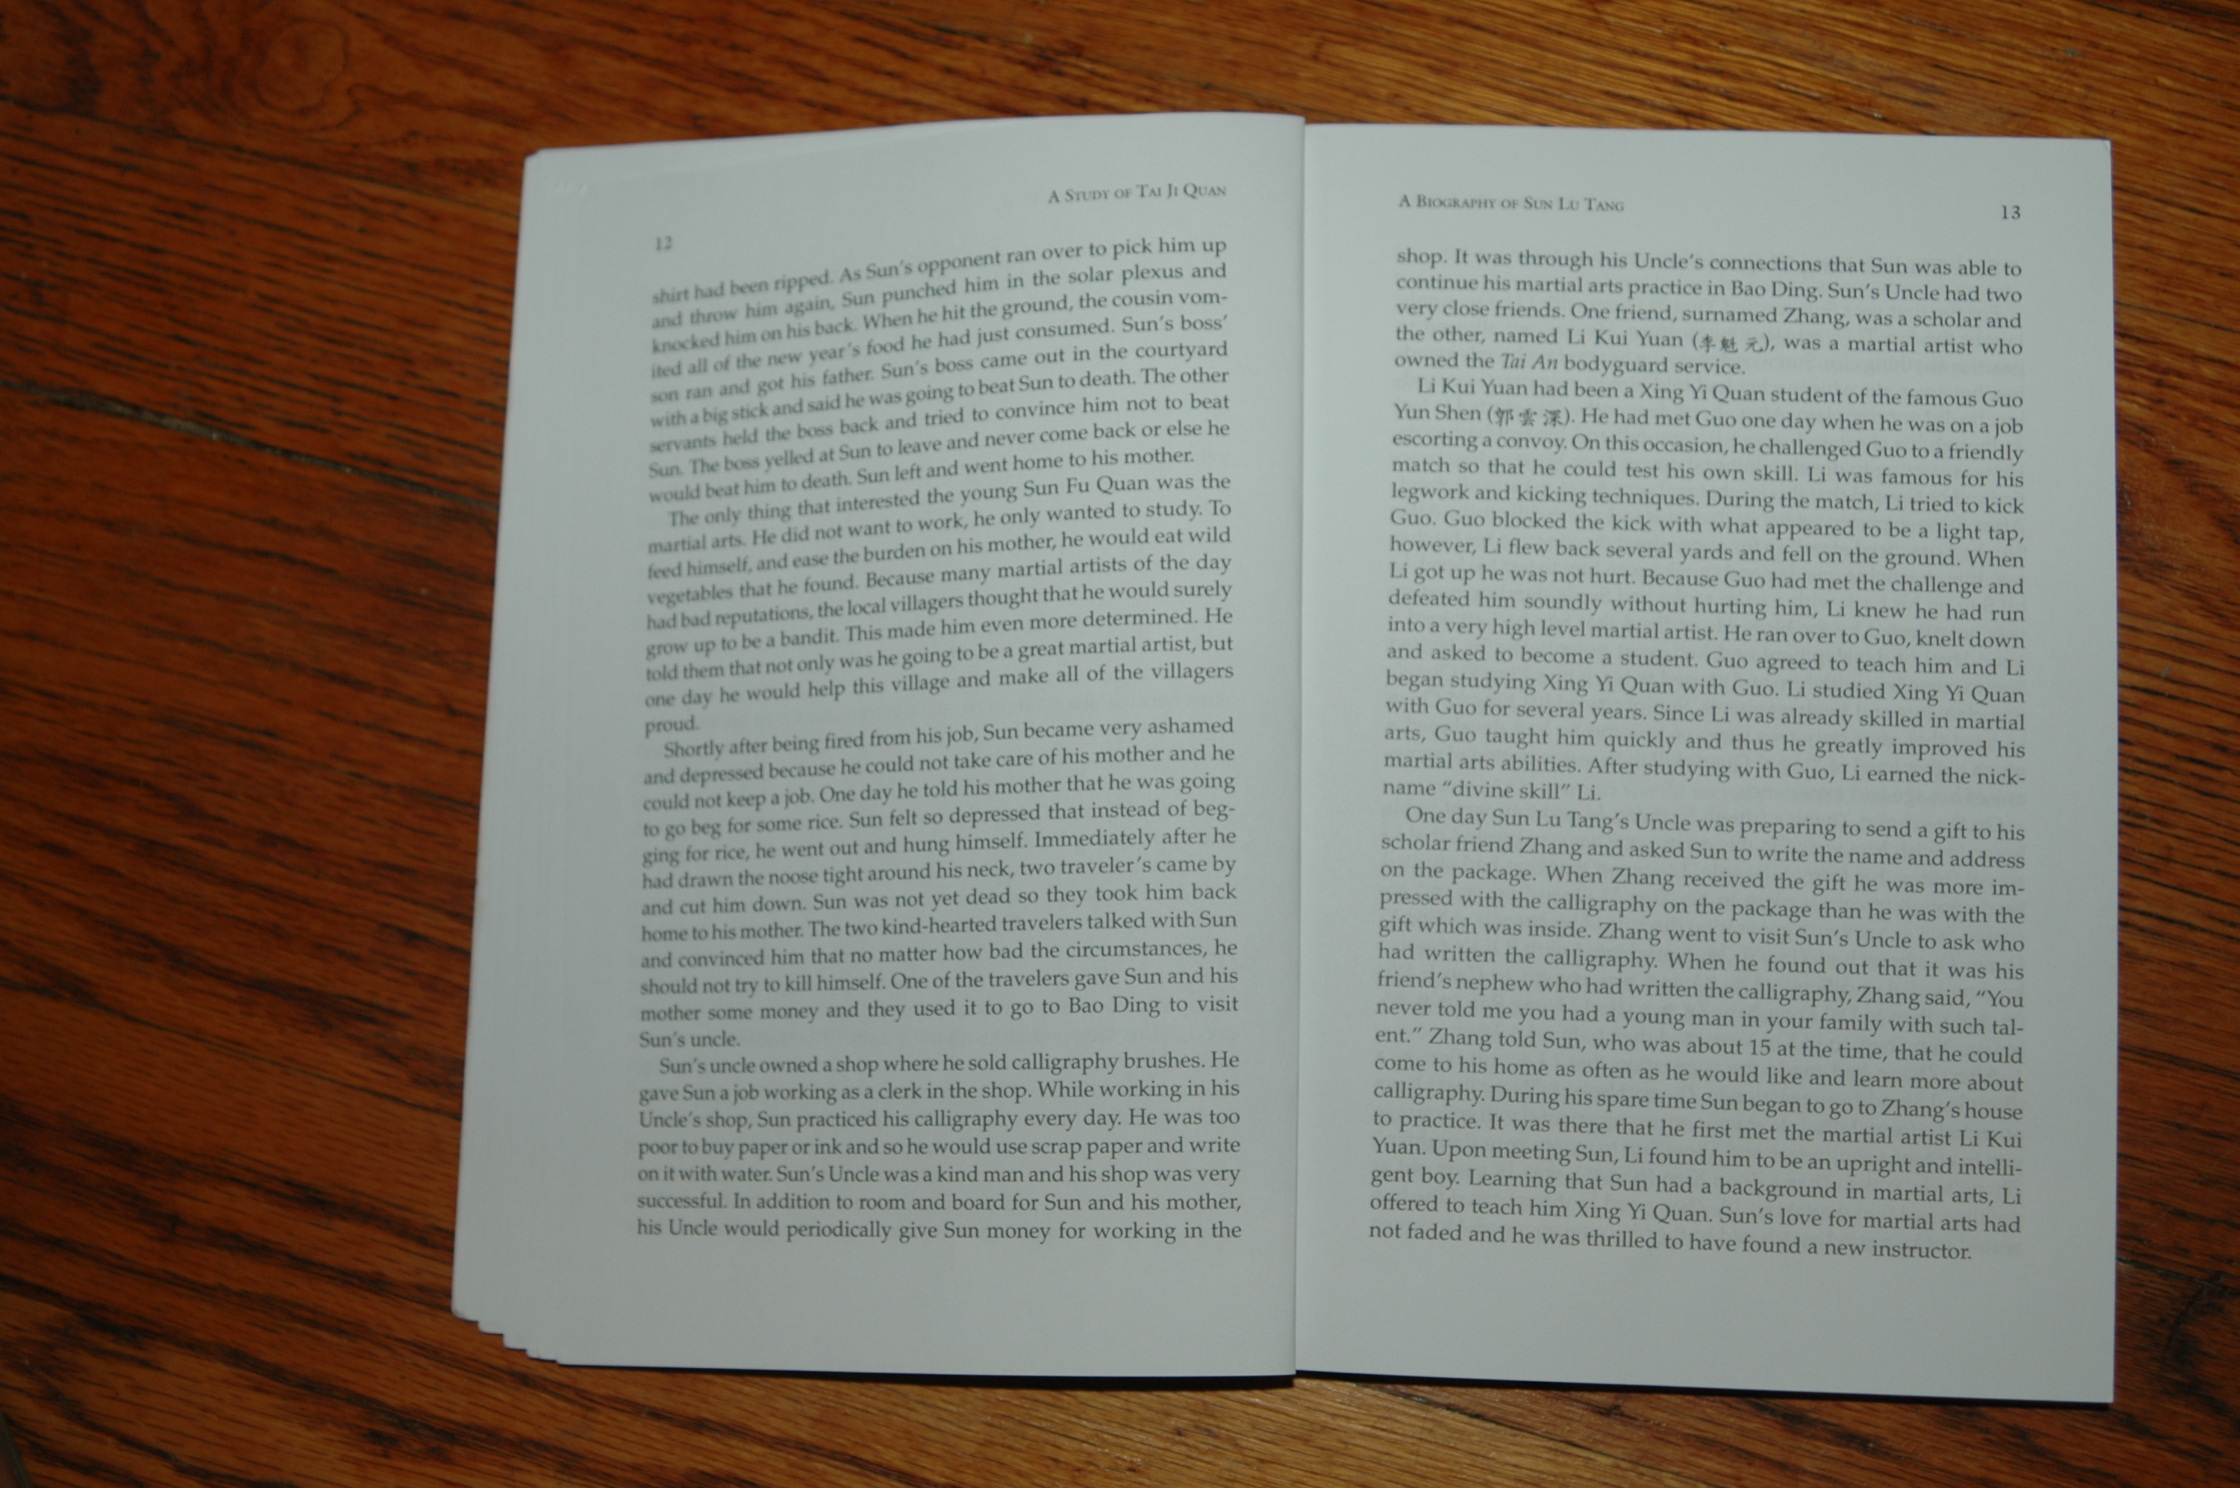 A STUDY OF TAI JI QUAN
12
shirt had been ripped. As Sun's opponent ran over to pick him up
and throw him again, Sun punched him in the solar plexus and
knocked him on his back. When he hit the ground, the cousin vom-
ited all of the new year's food he had just consumed. Sun's boss'
son ran and got his father. Sun's boss came out in the courtyard
with a big stick and said he was going to beat Sun to death. The other
servants held the boss back and tried to convince him not to beat
Sun. The boss yelled at Sun to leave and never come back or else he
would beat him to death. Sun left and went home to his mother.
The only thing that interested the young Sun Fu Quan was the
martial arts. He did not want to work, he only wanted to study. To
feed himself, and ease the burden on his mother, he would eat wild
vegetables that he found. Because many martial artists of the day
had bad reputations, the local villagers thought that he would surely
grow up to be a bandit. This made him even more determined. He
told them that not only was he going to be a great martial artist, but
one day he would help this village and make all of the villagers
proud.
Shortly after being fired from his job, Sun became very ashamed
and depressed because he could not take care of his mother and he
could not keep a job. One day he told his mother that he was going
to go beg for some rice. Sun felt so depressed that instead of beg-
ging for rice, he went out and hung himself. Immediately after he
had drawn the noose tight around his neck, two traveler's came by
and cut him down. Sun was not yet dead so they took him back
home to his mother. The two kind-hearted travelers talked with Sun
and convinced him that no matter how bad the circumstances, he
should not try to kill himself. One of the travelers gave Sun and his
mother some money and they used it to go to Bao Ding to visit
Sun's uncle.
Sun's uncle owned a shop where he sold calligraphy brushes. He
gave Sun a job working as a clerk in the shop. While working in his
Uncle's shop, Sun practiced his calligraphy every day. He was too
poor to buy paper or ink and so he would use scrap paper and write
on it with water. Sun's Uncle was a kind man and his shop was very
successful. In addition to room and board for Sun and his mother,
his Uncle would periodically give Sun money for working in the
A BIOGRAPHY OF SUN LU TANG 13
shop. It was through his Uncle's connections that Sun was able to
continue his martial arts practice in Bao Ding. Sun's Uncle had two
very close friends. One friend, surnamed Zhang, was a scholar and
the other, named Li Kui Yuan (李魁元), was a martial artist who
owned the Tai An bodyguard service.
Li Kui Yuan had been a Xing Yi Quan student of the famous Guo
Yun Shen (郭雲深). He had met Guo one day when he was on a job
escorting a convoy. On this occasion, he challenged Guo to a friendly
match so that he could test his own skill. Li was famous for his
legwork and kicking techniques. During the match, Li tried to kick
Guo. Guo blocked the kick with what appeared to be a light tap,
however, Li flew back several yards and fell on the ground. When
Li got up he was not hurt. Because Guo had met the challenge and
defeated him soundly without hurting him, Li knew he had run
into a very high level martial artist. He ran over to Guo, knelt down
and asked to become a student. Guo agreed to teach him and Li
began studying Xing Yi Quan with Guo. Li studied Xing Yi Quan
with Guo for several years. Since Li was already skilled in martial
arts, Guo taught him quickly and thus he greatly improved his
martial arts abilities. After studying with Guo, Li earned the nick-
name "divine skill" Li.
One day Sun Lu Tang's Uncle was preparing to send a gift to his
scholar friend Zhang and asked Sun to write the name and address
on the package. When Zhang received the gift he was more im-
pressed with the calligraphy on the package than he was with the
gift which was inside. Zhang went to visit Sun's Uncle to ask who
had written the calligraphy. When he found out that it was his
friend's nephew who had written the calligraphy, Zhang said, "You
never told me you had a young man in your family with such tal-
ent." Zhang told Sun, who was about 15 at the time, that he could
come to his home as often as he would like and learn more about
calligraphy. During his spare time Sun began to go to Zhang's house
to practice. It was there that he first met the martial artist Li Kui
Yuan. Upon meeting Sun, Li found him to be an upright and intelli-
gent boy. Learning that Sun had a background in martial arts, Li
offered to teach him Xing Yi Quan. Sun's love for martial arts had
not faded and he was thrilled to have found a new instructor.